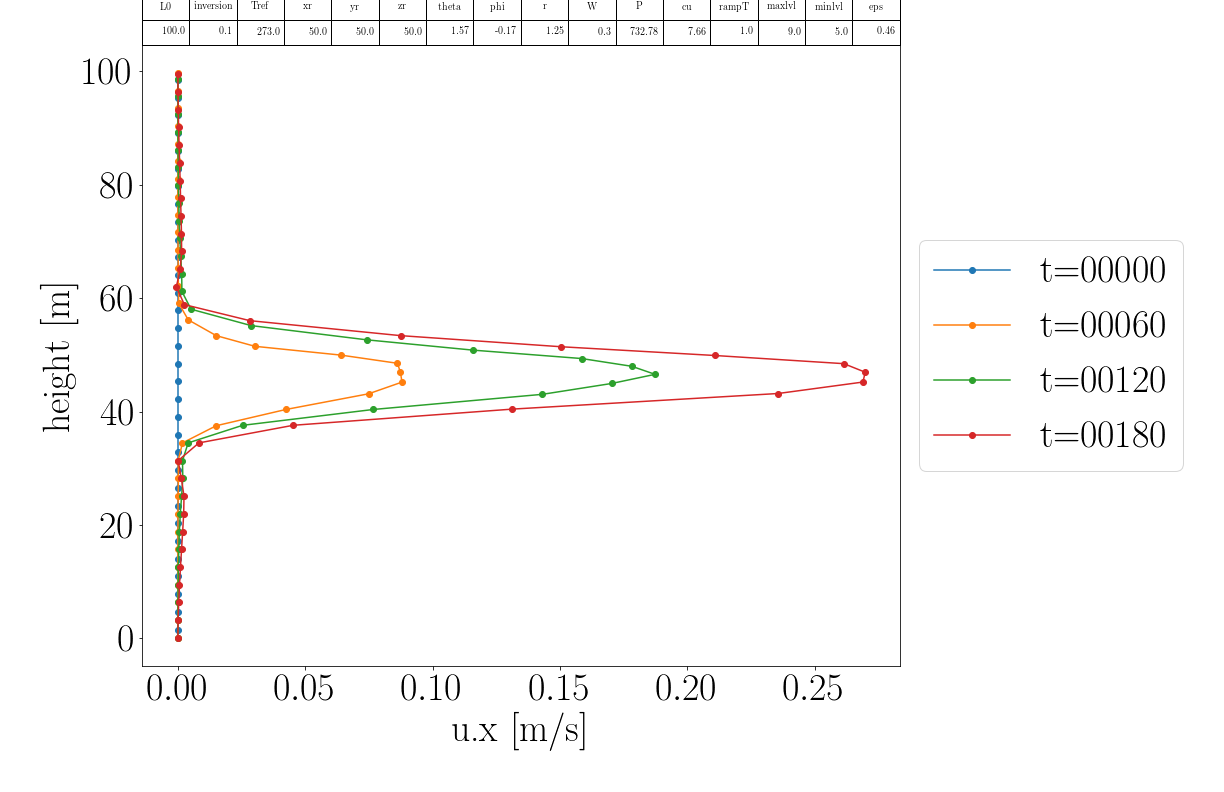 L0 inversion Tref xr yr zr theta phi r W P cu rampT maxlvl minlvl eps
100.0 0.1 273.0 50.0 50.0 50.0 1.57 -0.17 1.25 0.3 732.78 7.66 1.0 9.0 5.0 0.46
100
80
60
40
20
0
height [m]
0.00 0.05 0.10 0.15 0.20 0.25
u.x [m/s]
t=00000
t=00060
t=00120
t=00180